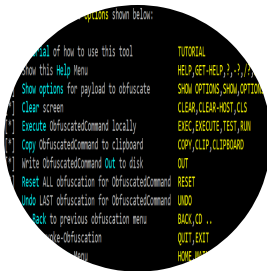 options shown below:
of how to use this tool TUTORIAL
Show this Help Menu HELP,GET-HELP,?,-?,/?,
Show options for payload to obfuscate SHOW OPTIONS,SHOW,OPTION
[*] Clear screen CLEAR,CLEAR-HOST,CLS
[*] Execute ObfuscatedCommand locally EXEC,EXECUTE,TEST,RUN
[*] Copy ObfuscatedCommand to clipboard COPY,CLIP,CLIPBOARD
[*] Write ObfuscatedCommand Out to disk OUT
Reset ALL obfuscation for ObfuscatedCommand RESET
Undo LAST obfuscation for ObfuscatedCommand UNDO
Back to previous obfuscation menu BACK,CD ..
oke-Obfuscation QUIT,EXIT
Menu